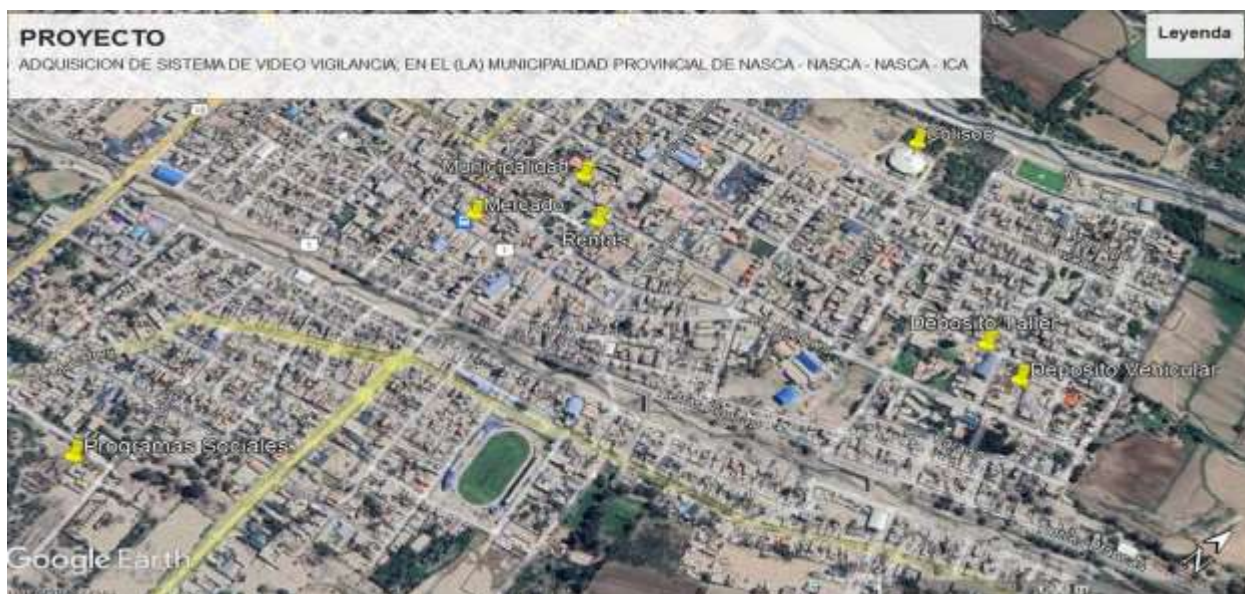 PROYECTO
Leyenda
ADQUISICION DE SISTEMA DE VIDEO VIGILANCIA; EN EL (LA) MUNICIPALIDAD PROVINCIAL DE NASCA - NASCA - NASCA - ICA
Coliseo
Municipalidad
Mercado
Rentas
Deposito Taller
Deposito Vehicular
Programas Sociales
Google Earth